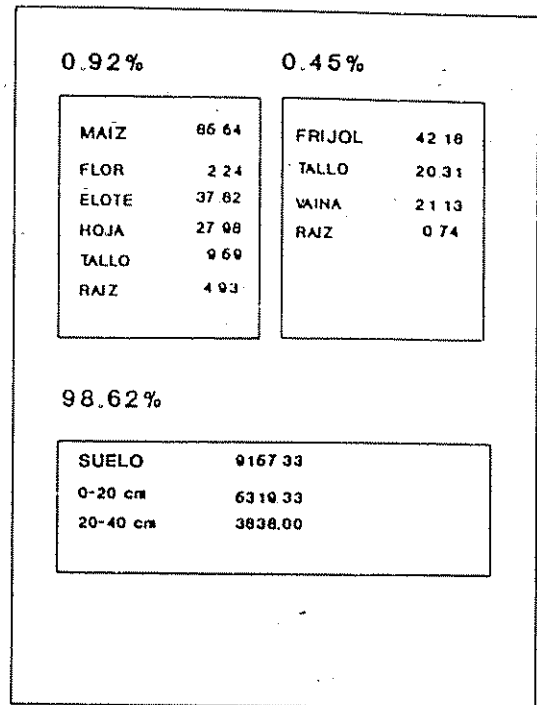 0.92% 0.45%
MAÍZ 86 64
FLOR 2 24
ELOTE 37.82
HOJA 27 98
TALLO 9 69
RAIZ 4 93
FRIJOL 42 18
TALLO 20.31
VAINA 21 13
RAIZ 0 74
98.62%
SUELO 9167 33
0-20 cm 6319.33
20-40 cm 3838.00